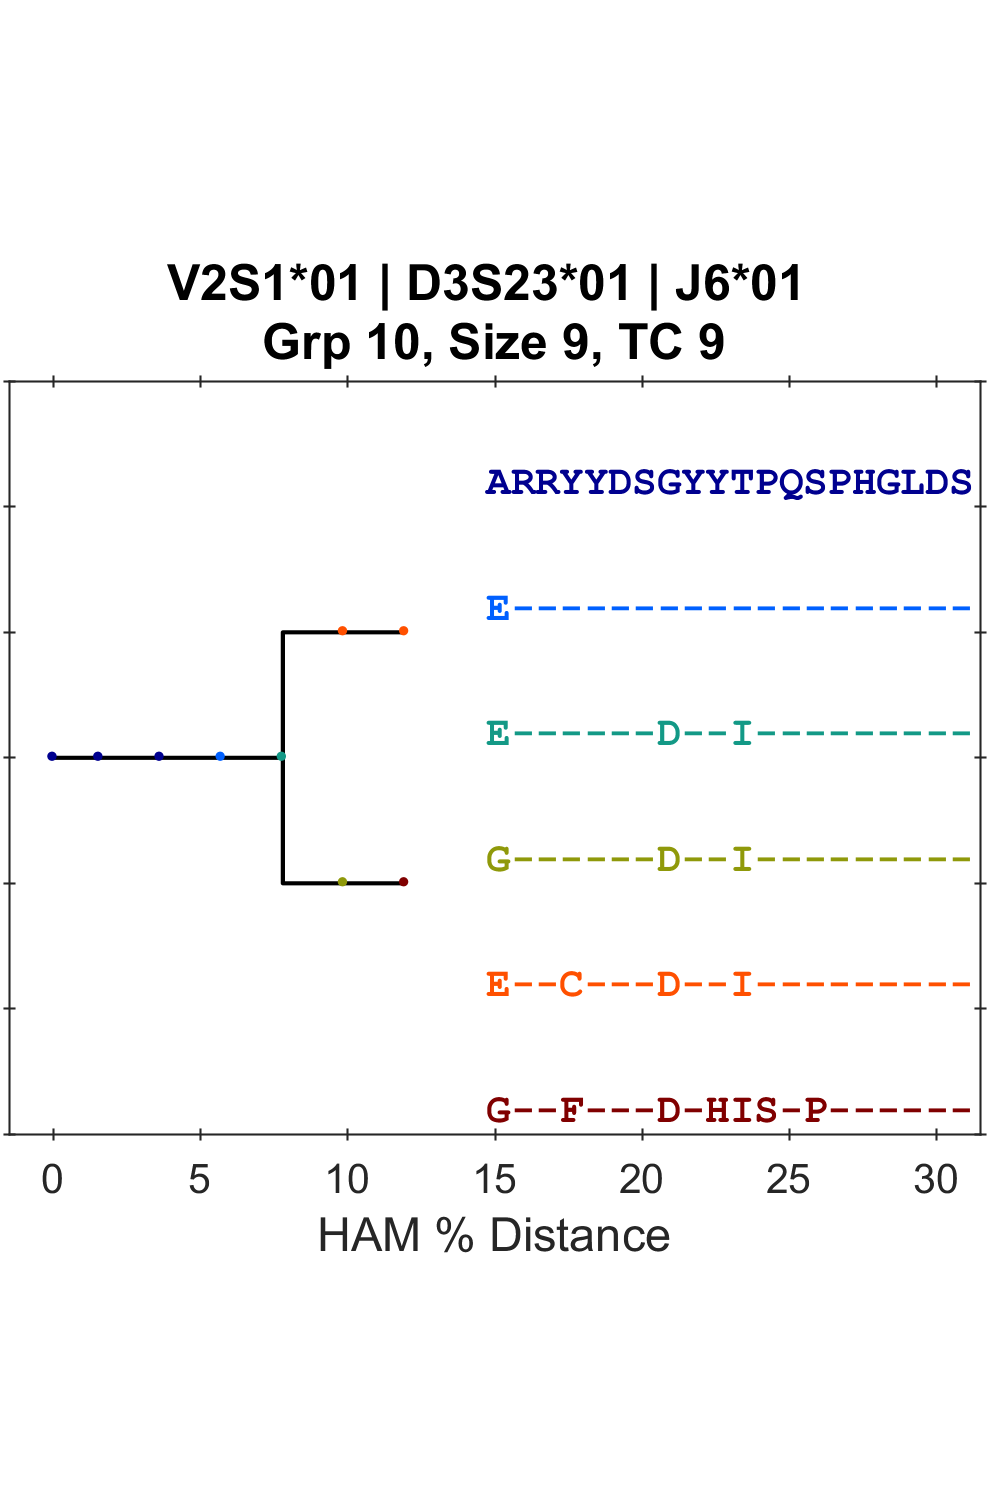 V2S1*01 | D3S23*01 | J6*01
Grp 10, Size 9, TC 9
ARRYYDSGYYTPQSPHGLDS
E-------------------
E------D--I---------
G------D--I---------
E--C---D--I---------
G--F---D-HIS-P------
0 5 10 15 20 25 30
HAM % Distance